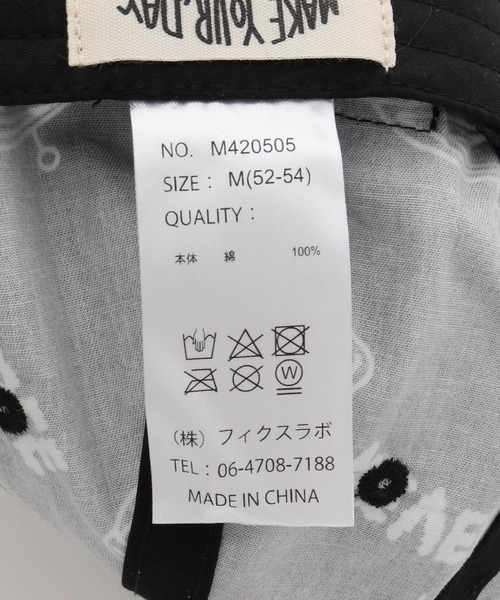 MAKE YOUR.DAY
NO. M420505
SIZE : M(52-54)
QUALITY :
本体 綿 100%
W
(株) フィクスラボ
TEL : 06-4708-7188
MADE IN CHINA